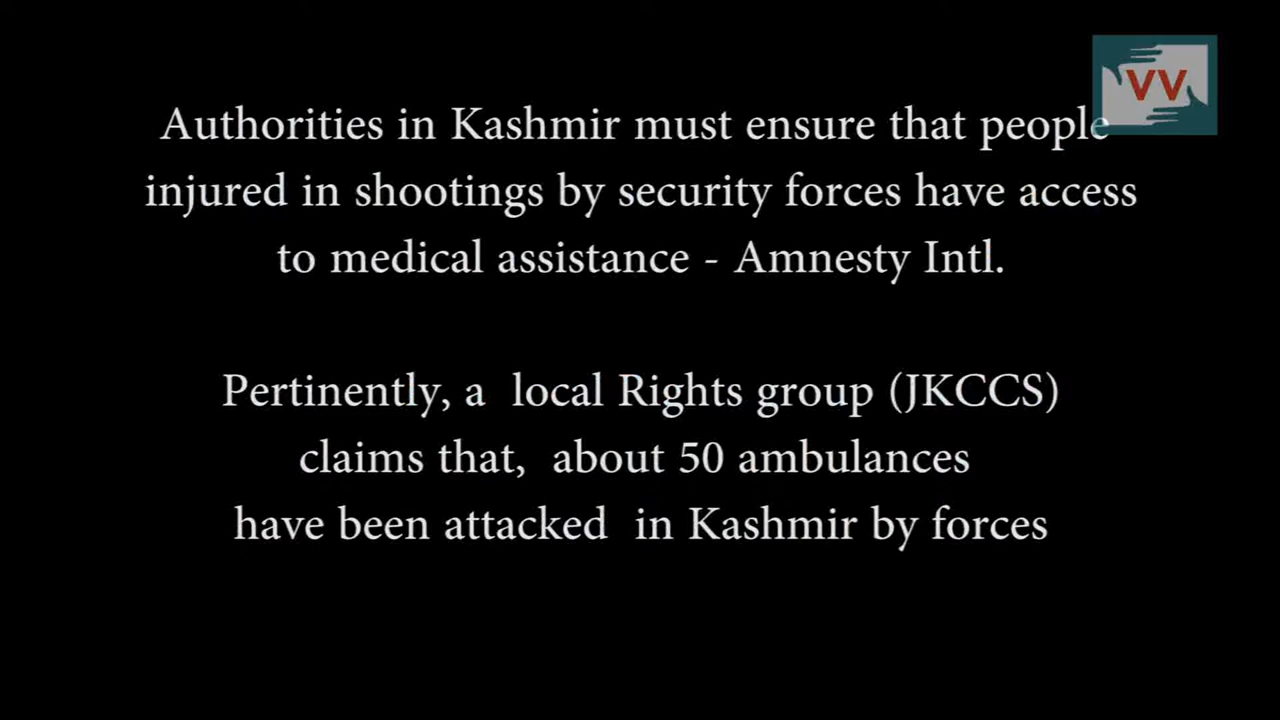 VV
Authorities in Kashmir must ensure that people
injured in shootings by security forces have access
to medical assistance - Amnesty Intl.
Pertinently, a local Rights group (JKCCS)
claims that, about 50 ambulances
have been attacked in Kashmir by forces